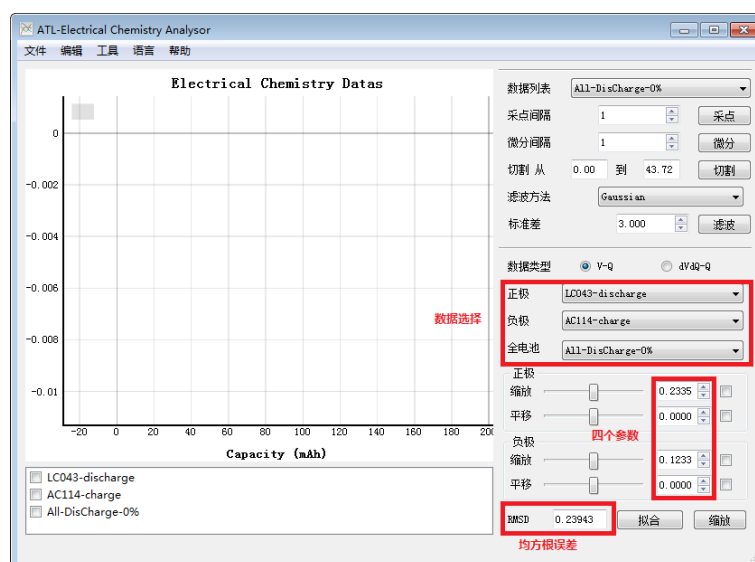 ATL-Electrical Chemistry Analysor
文件 编辑 工具 语言 帮助
Electrical Chemistry Datas
0
-0.002
-0.004
-0.006
-0.008
-0.01
-20 0 20 40 60 80 100 120 140 160 180 200
Capacity (mAh)
数据选择
LC043-discharge
AC114-charge
All-DisCharge-0%
数据列表 All-DisCharge-0%
采点间隔 1 采点
微分间隔 1 微分
切割 从 0.00 到 43.72 切割
滤波方法 Gaussian
标准差 3.000 滤波
数据类型 V-Q dVdQ-Q
正极 LC043-discharge
负极 AC114-charge
全电池 All-DisCharge-0%
正极
缩放 0.2335
平移 0.0000
四个参数
负极
缩放 0.1233
平移 0.0000
RMSD 0.23943 拟合 缩放
均方根误差